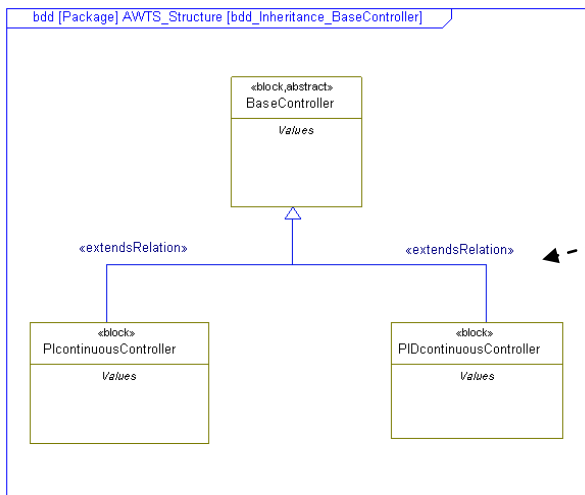 bdd [Package] AWTS_Structure [bdd_Inheritance_BaseController]
«block,abstract»
BaseController
Values
«extendsRelation»
«extendsRelation»
«block»
PIcontinuousController
Values
«block»
PIDcontinuousController
Values